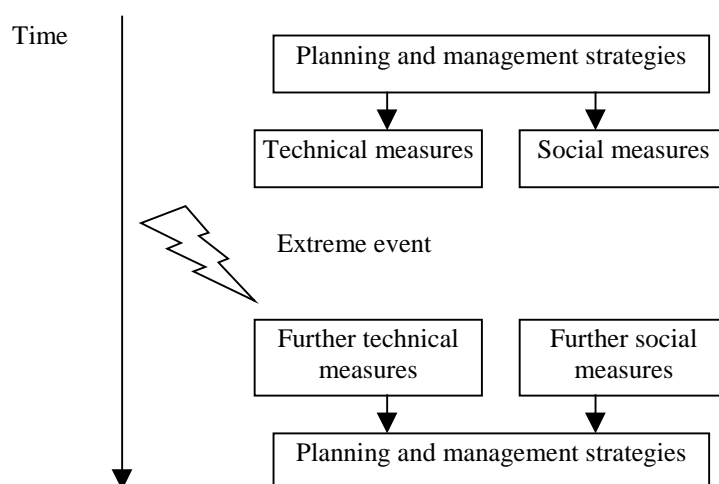 Time
Planning and management strategies
Technical measures
Social measures
Extreme event
Further technical
measures
Further social
measures
Planning and management strategies